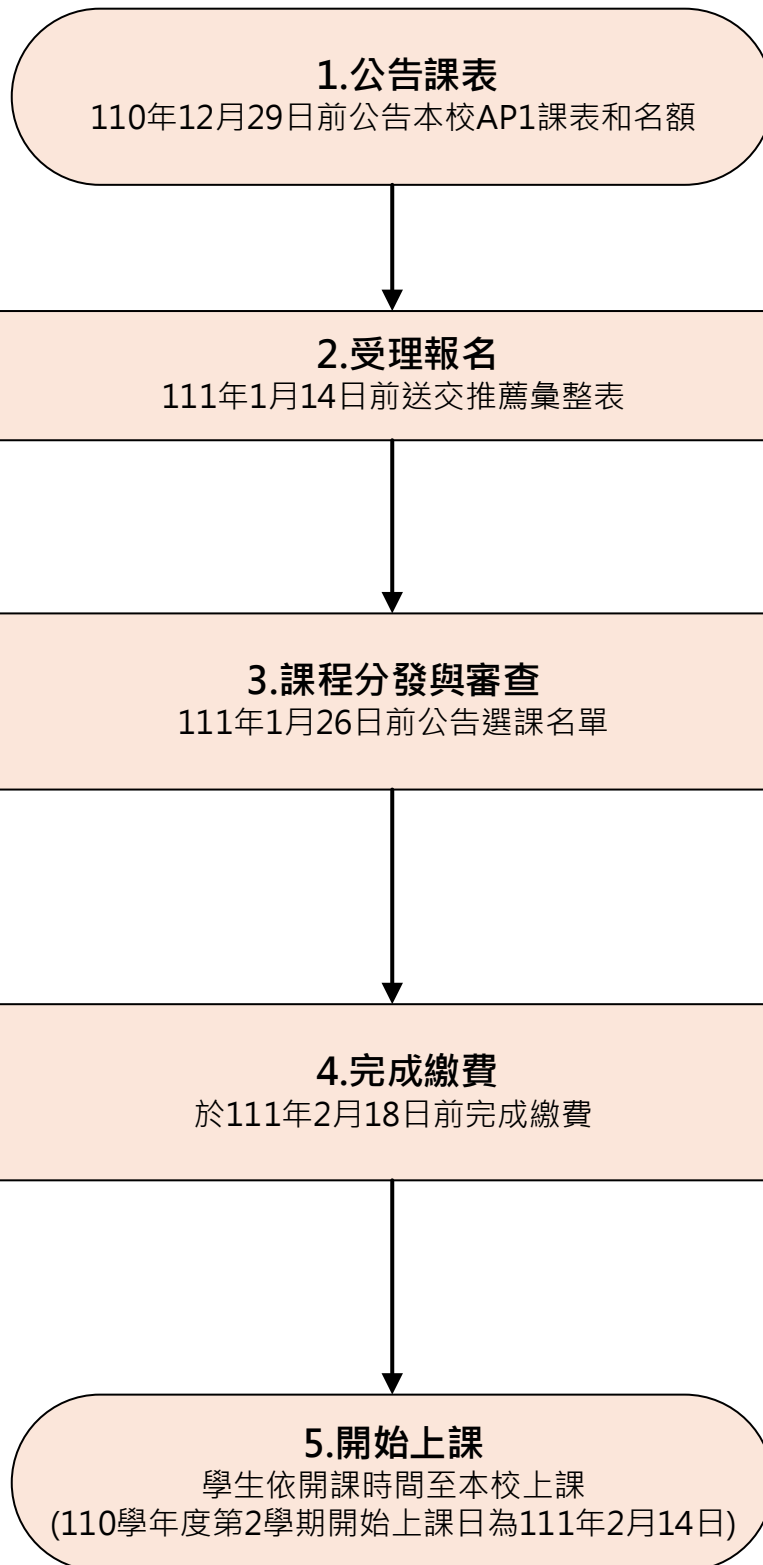 1.公告課表
110年12月29日前公告本校AP1課表和名額
2.受理報名
111年1月14日前送交推薦彙整表
3.課程分發與審查
111年1月26日前公告選課名單
4.完成繳費
於111年2月18日前完成繳費
5.開始上課
學生依開課時間至本校上課
(110學年度第2學期開始上課日為111年2月14日)